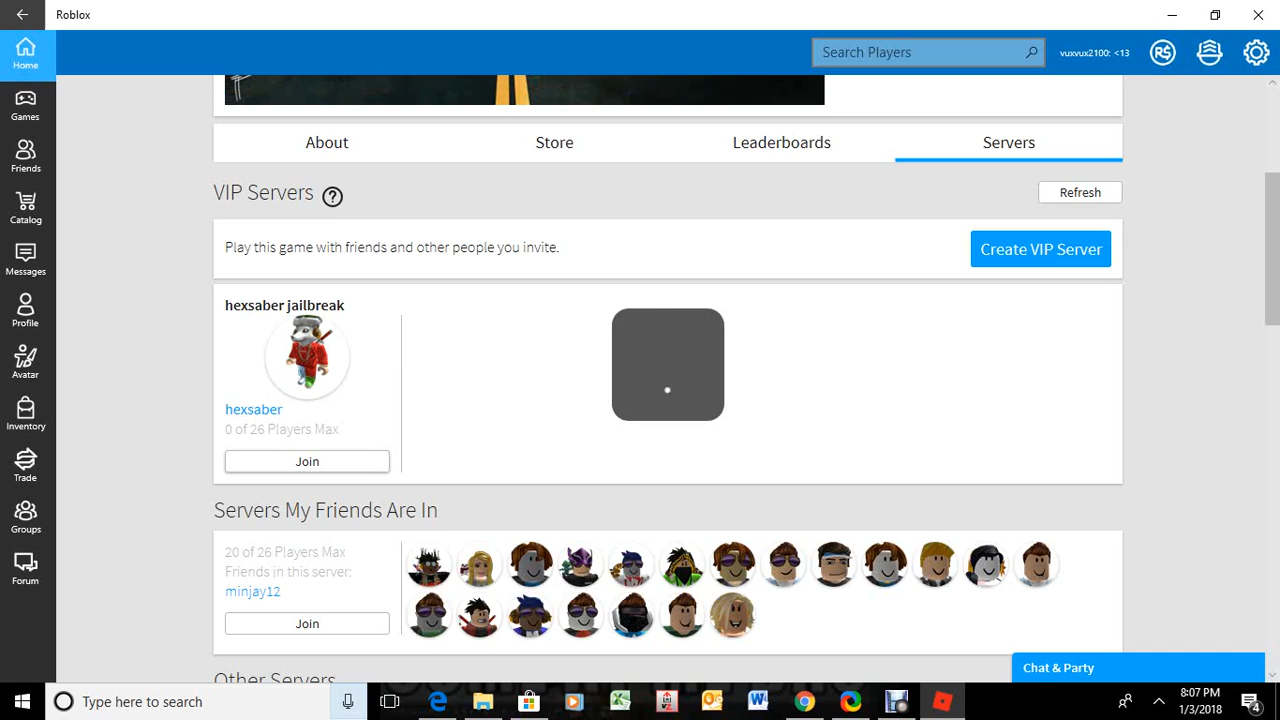 Roblox
Search Players
vuxvux2100: <13
Home
Games
Friends
Catalog
Messages
Profile
Avatar
Inventory
Trade
Groups
Forum
About
Store
Leaderboards
Servers
VIP Servers ?
Refresh
Play this game with friends and other people you invite.
Create VIP Server
hexsaber jailbreak
hexsaber
0 of 26 Players Max
Join
Servers My Friends Are In
20 of 26 Players Max
Friends in this server:
minjay12
Join
Other Servers
Chat & Party
Type here to search
8:07 PM
1/3/2018
4